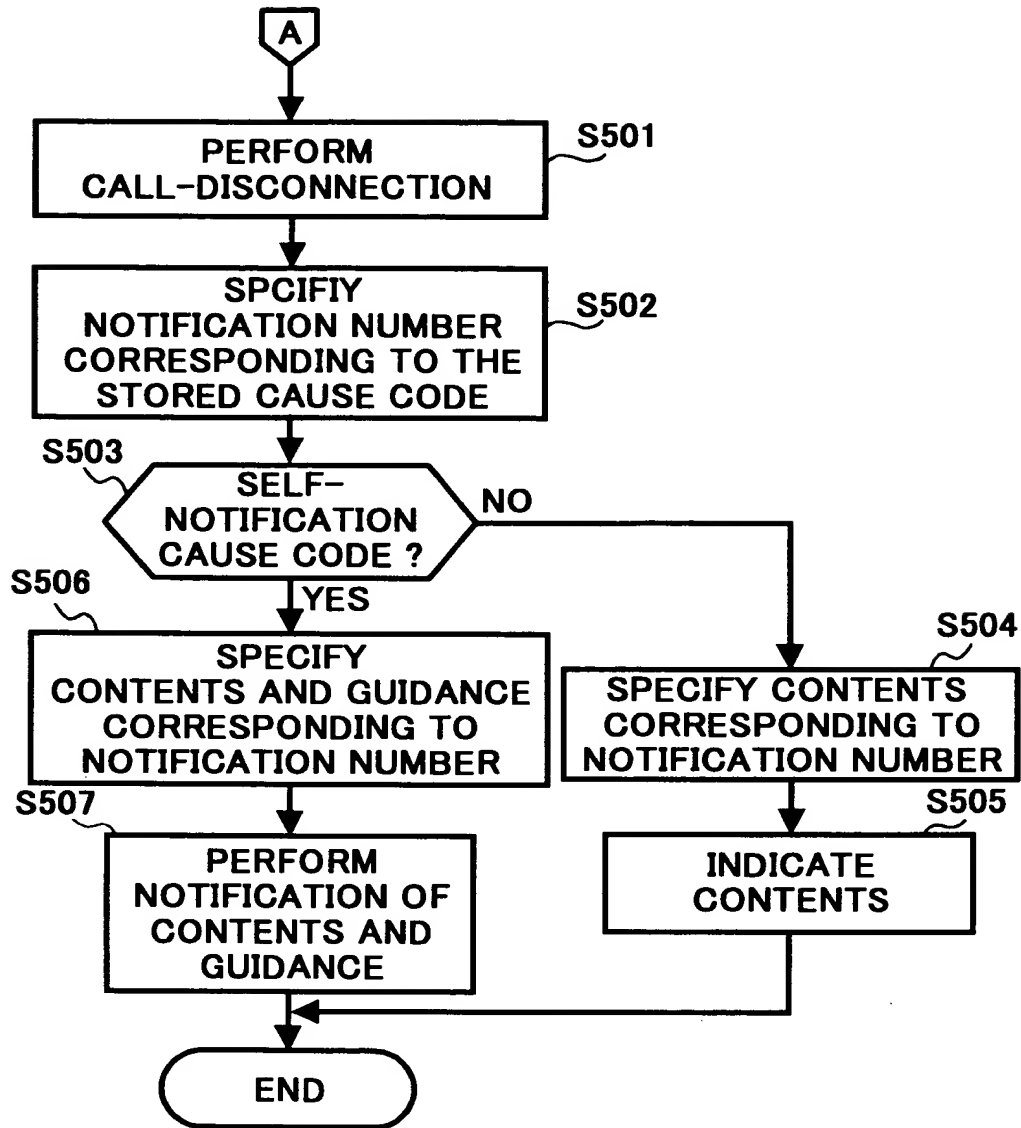 A
S501
PERFORM
CALL-DISCONNECTION
S502
SPCIFIY
NOTIFICATION NUMBER
CORRESPONDING TO THE
STORED CAUSE CODE
S503
SELF-
NOTIFICATION
CAUSE CODE ?
NO
YES
S506
SPECIFY
CONTENTS AND GUIDANCE
CORRESPONDING TO
NOTIFICATION NUMBER
S504
SPECIFY CONTENTS
CORRESPONDING TO
NOTIFICATION NUMBER
S507
PERFORM
NOTIFICATION OF
CONTENTS AND
GUIDANCE
S505
INDICATE
CONTENTS
END